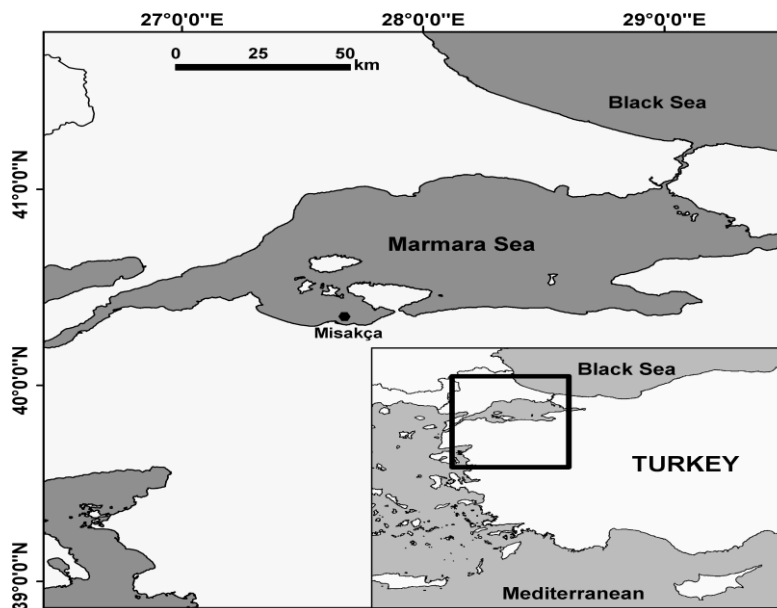 27°0'0"E
28°0'0"E
29°0'0"E
0 25 50
km
Black Sea
41°0'0"N
Marmara Sea
Misakça
40°0'0"N
Black Sea
TURKEY
39°0'0"N
Mediterranean